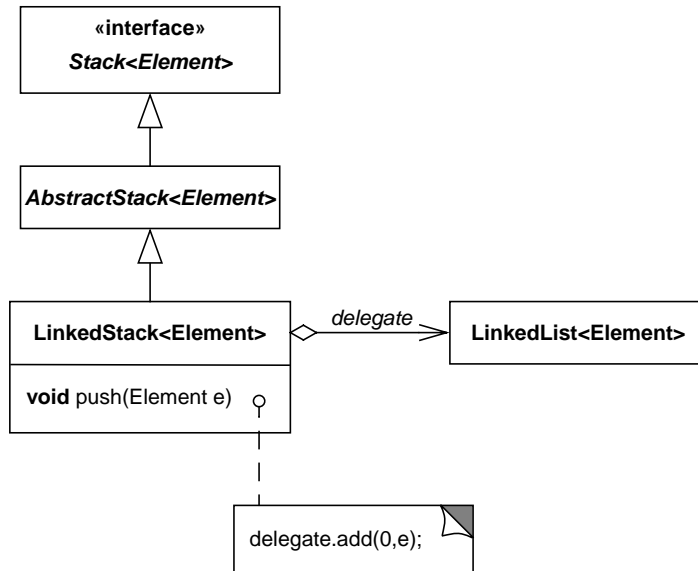 «interface»
Stack<Element>
AbstractStack<Element>
LinkedStack<Element>
delegate
LinkedList<Element>
void push(Element e)
delegate.add(0,e);